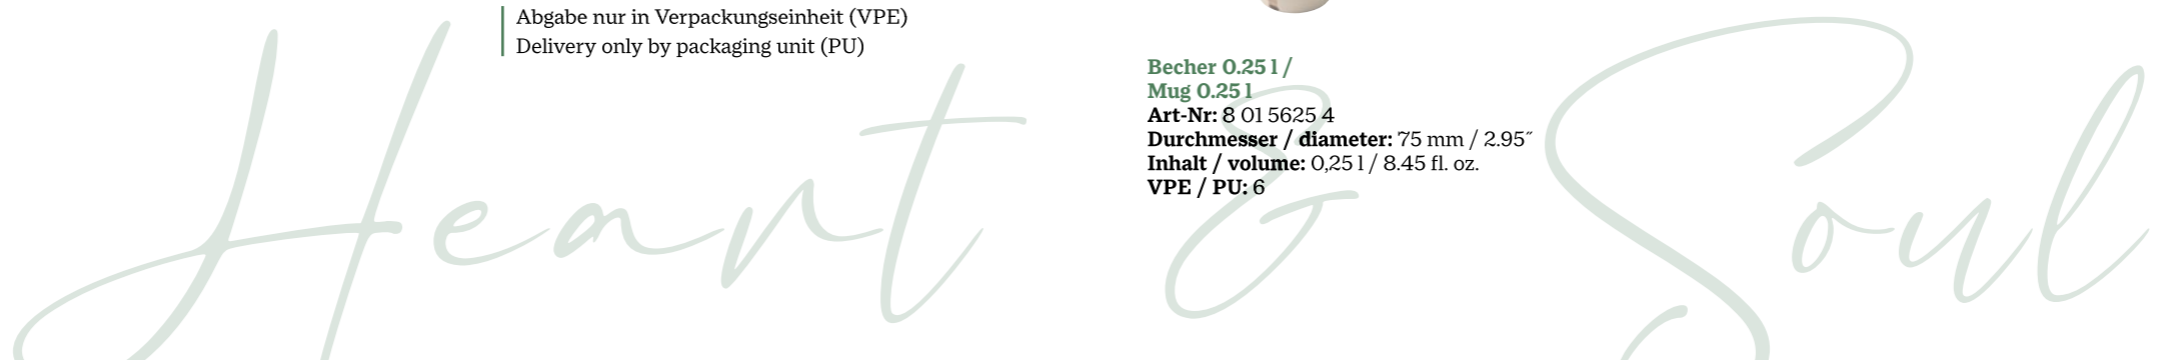 Abgabe nur in Verpackungseinheit (VPE)
Delivery only by packaging unit (PU)
Becher 0.25 l /
Mug 0.25 l
Art-Nr: 8 01 5625 4
Durchmesser / diameter: 75 mm / 2.95˝
Inhalt / volume: 0,25 l / 8.45 fl. oz.
VPE / PU: 6
Heart & Soul